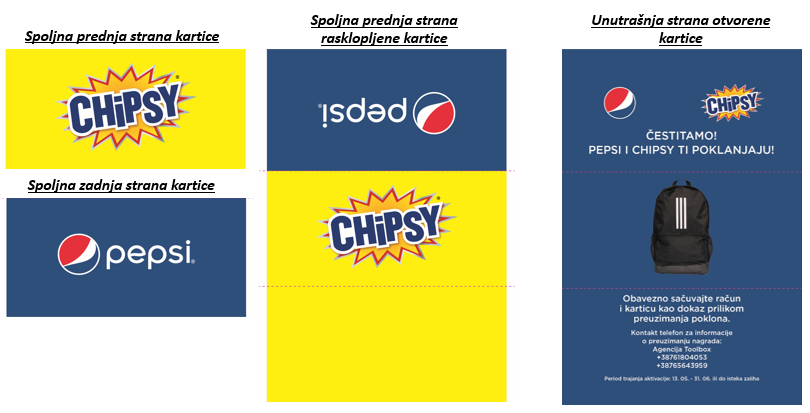 Spoljna prednja strana kartice
CHiPSY
Spoljna zadnja strana kartice
pepsi
Spoljna prednja strana
rasklopljene kartice
pepsi
CHiPSY
Unutrašnja strana otvorene
kartice
CHiPSY
ČESTITAMO!
PEPSI I CHIPSY TI POKLANJAJU!
Obavezno sačuvajte račun
i karticu kao dokaz prilikom
preuzimanja poklona.
Kontakt telefon za informacije
o preuzimanju nagrada:
Agencija Toolbox
+38761804053
+38765643959
Period trajanja aktivacije: 13. 05. - 31. 06. ili do isteka zaliha